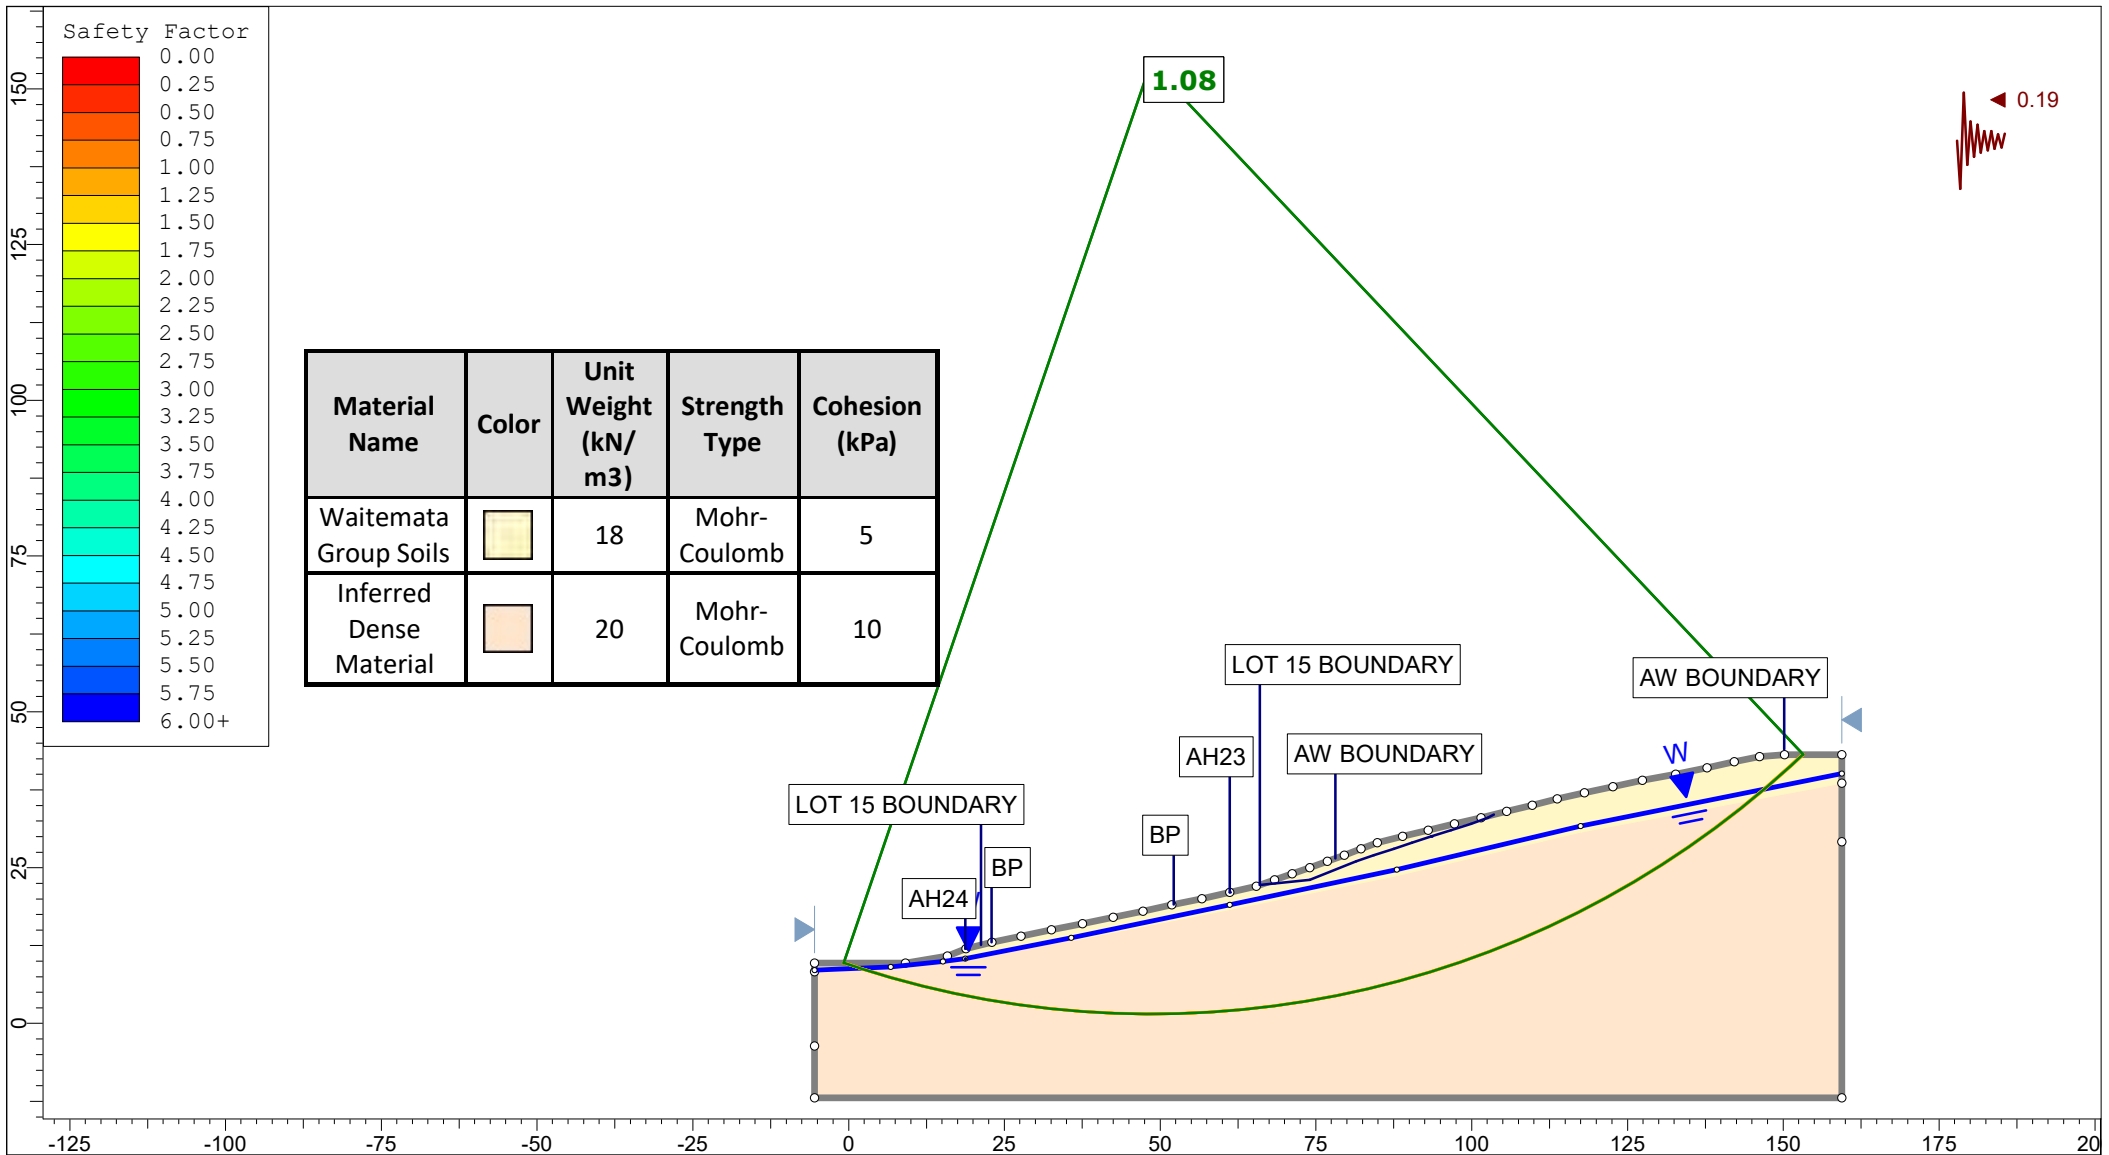 Safety Factor
0.00
0.25
0.50
0.75
1.00
1.25
1.50
1.75
2.00
2.25
2.50
2.75
3.00
3.25
3.50
3.75
4.00
4.25
4.50
4.75
5.00
5.25
5.50
5.75
6.00+
1.08
0.19
Material Name
Color
Unit Weight (kN/ m3)
Strength Type
Cohesion (kPa)
Waitemata Group Soils
18
Mohr-Coulomb
5
Inferred Dense Material
20
Mohr-Coulomb
10
LOT 15 BOUNDARY
AW BOUNDARY
AH23
AW BOUNDARY
W
LOT 15 BOUNDARY
BP
BP
AH24
150
125
100
75
50
25
0
-125
-100
-75
-50
-25
0
25
50
75
100
125
150
175
20